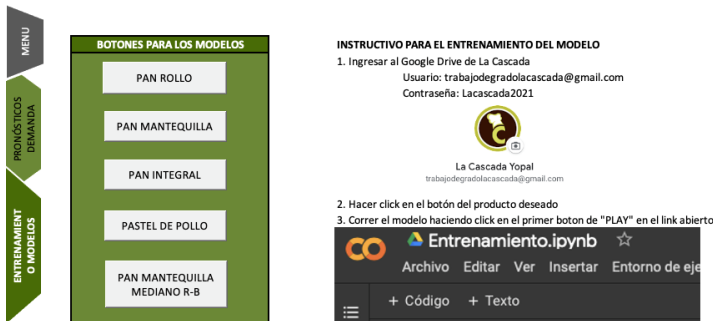 MENU
PRONÓSTICOS
DEMANDA
ENTRENAMIENT
O MODELOS
BOTONES PARA LOS MODELOS
PAN ROLLO
PAN MANTEQUILLA
PAN INTEGRAL
PASTEL DE POLLO
PAN MANTEQUILLA
MEDIANO R-B
INSTRUCTIVO PARA EL ENTRENAMIENTO DEL MODELO
1. Ingresar al Google Drive de La Cascada
Usuario: trabajodegradolacascada@gmail.com
Contraseña: Lacascada2021
La Cascada Yopal
trabajodegradolacascada@gmail.com
2. Hacer click en el botón del producto deseado
3. Correr el modelo haciendo click en el primer boton de "PLAY" en el link abierto
Entrenamiento.ipynb
Archivo Editar Ver Insertar Entorno de eje
+ Código + Texto